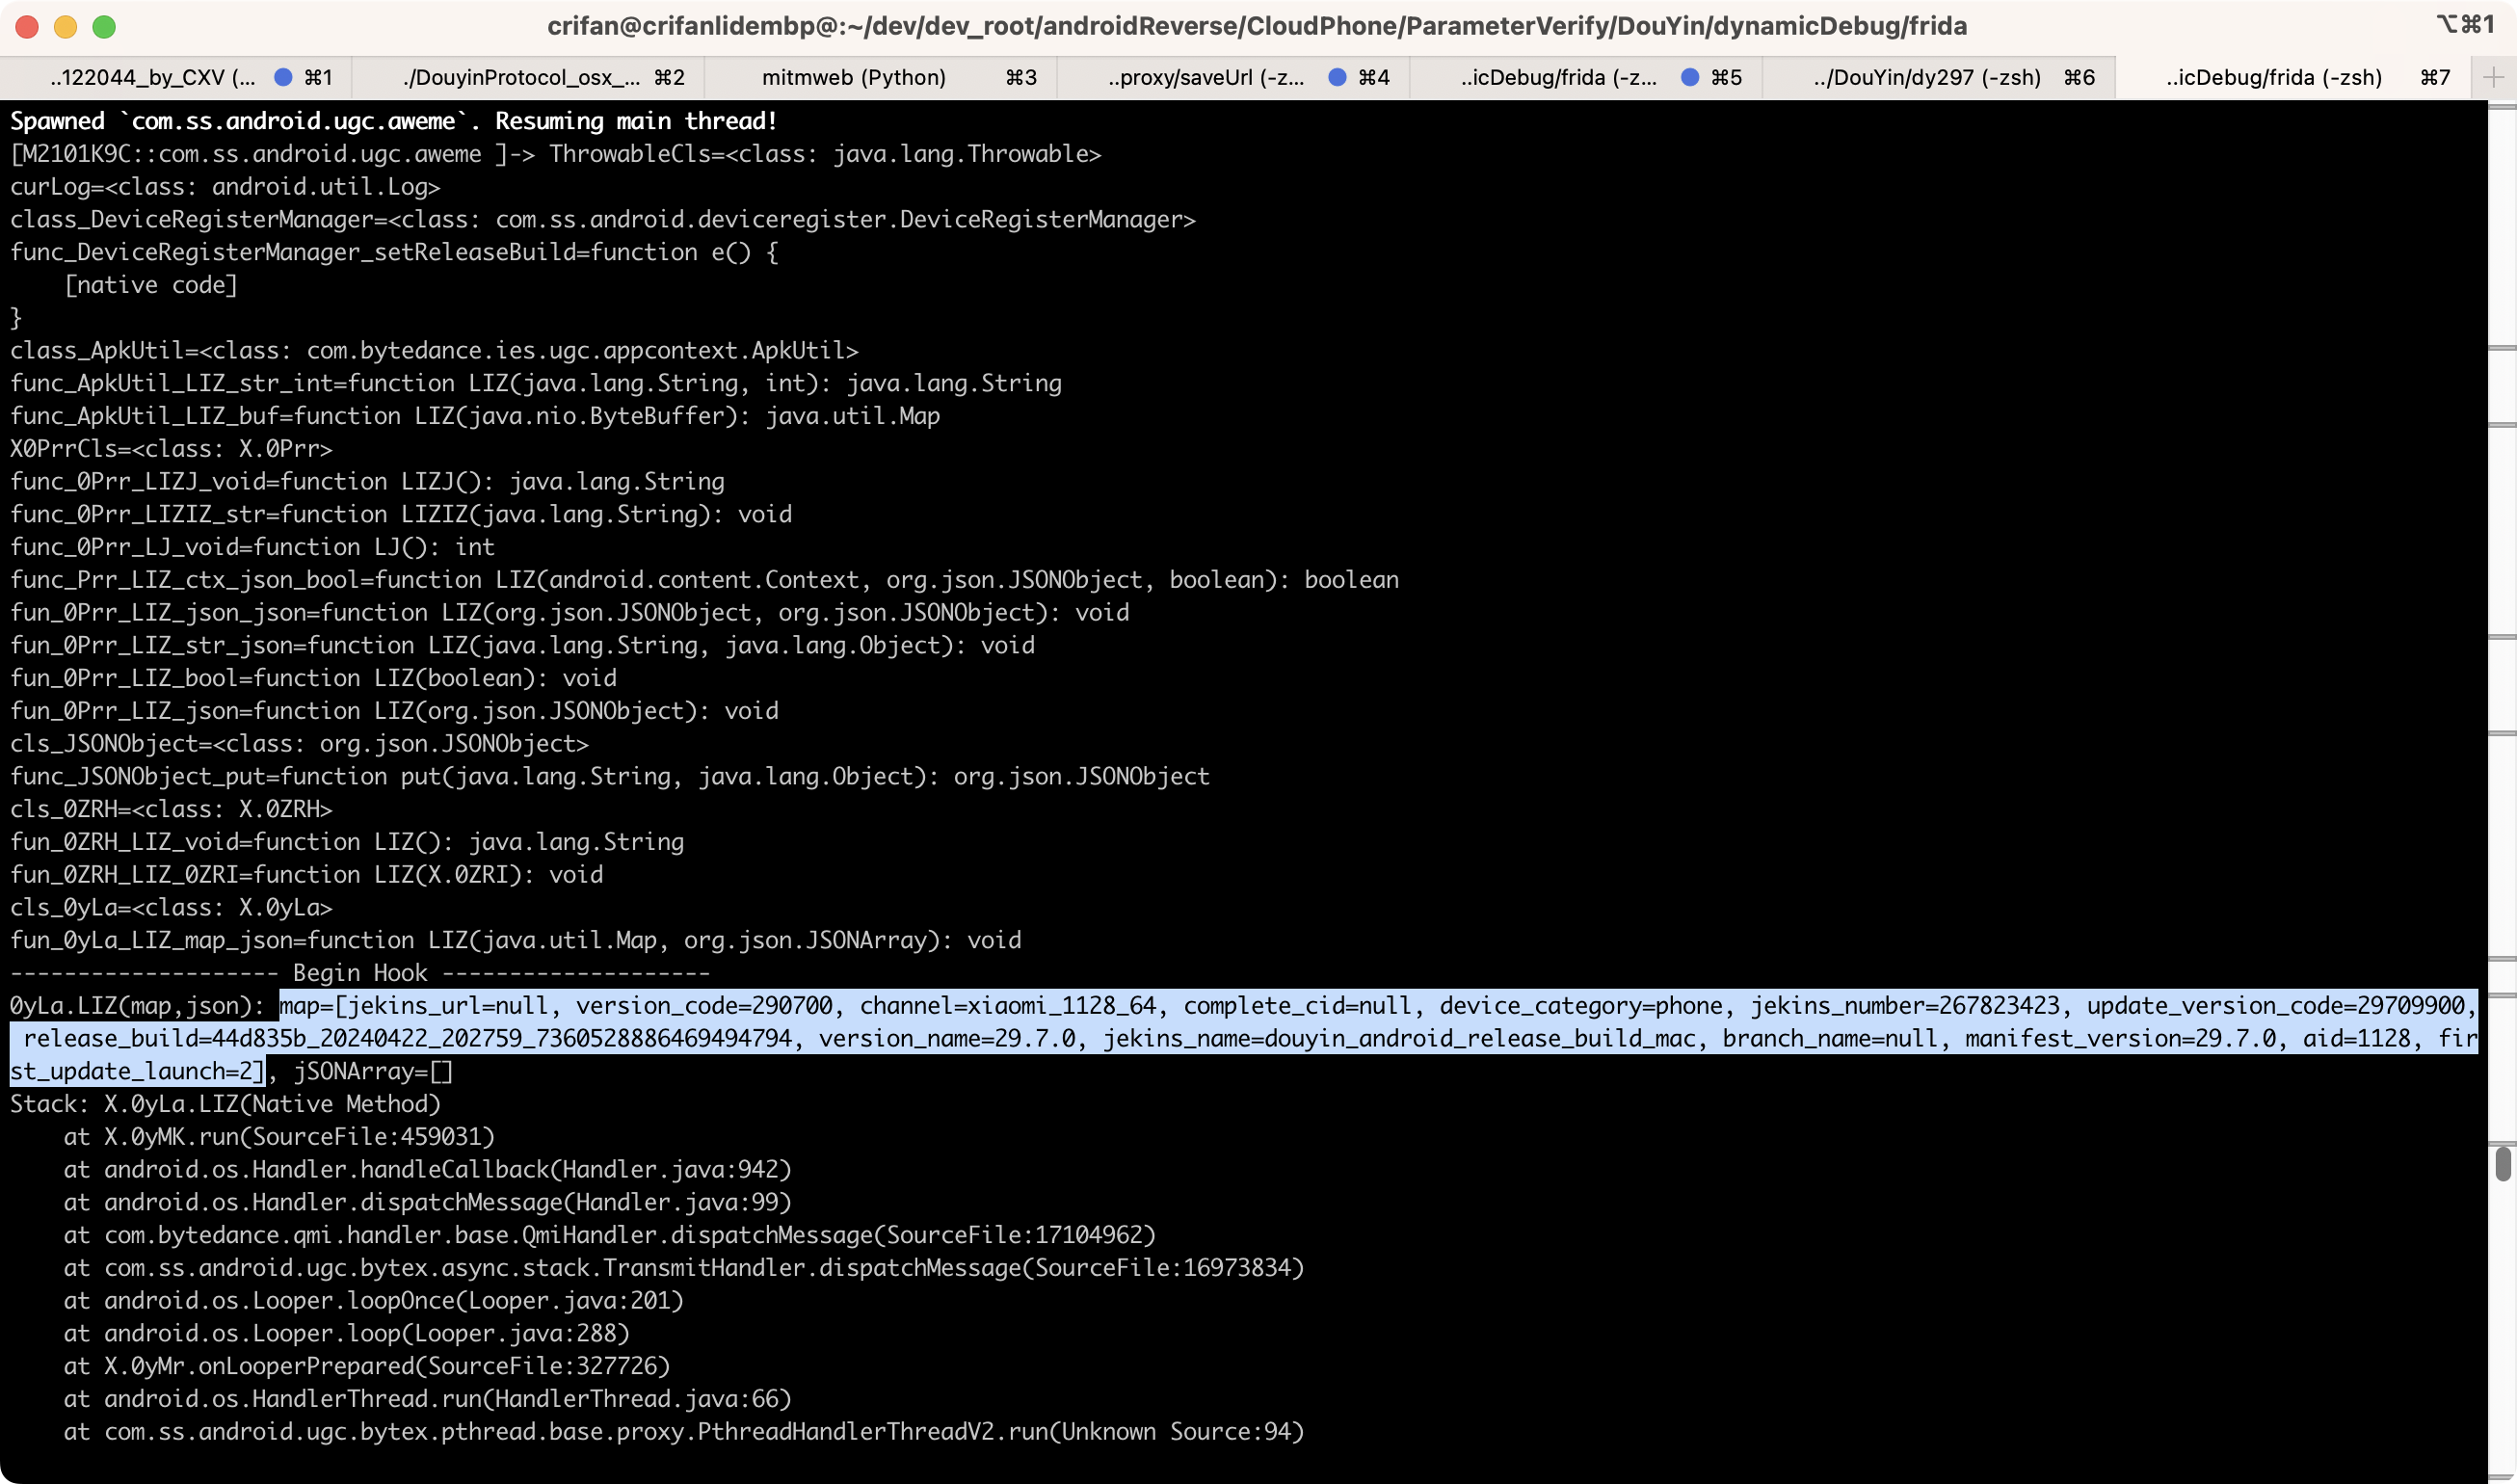 crifan@crifanlidembp@:~/dev/dev_root/androidReverse/CloudPhone/ParameterVerify/DouYin/dynamicDebug/frida ⌥⌘1
..122044_by_CXV (... ⌘1 ./DouyinProtocol_osx_... ⌘2 mitmweb (Python) ⌘3 ..proxy/saveUrl (-z... ⌘4 ..icDebug/frida (-z... ⌘5 ../DouYin/dy297 (-zsh) ⌘6 ..icDebug/frida (-zsh) ⌘7
Spawned `com.ss.android.ugc.aweme`. Resuming main thread!
[M2101K9C::com.ss.android.ugc.aweme ]-> ThrowableCls=<class: java.lang.Throwable>
curLog=<class: android.util.Log>
class_DeviceRegisterManager=<class: com.ss.android.deviceregister.DeviceRegisterManager>
func_DeviceRegisterManager_setReleaseBuild=function e() {
    [native code]
}
class_ApkUtil=<class: com.bytedance.ies.ugc.appcontext.ApkUtil>
func_ApkUtil_LIZ_str_int=function LIZ(java.lang.String, int): java.lang.String
func_ApkUtil_LIZ_buf=function LIZ(java.nio.ByteBuffer): java.util.Map
X0PrrCls=<class: X.0Prr>
func_0Prr_LIZJ_void=function LIZJ(): java.lang.String
func_0Prr_LIZIZ_str=function LIZIZ(java.lang.String): void
func_0Prr_LJ_void=function LJ(): int
func_Prr_LIZ_ctx_json_bool=function LIZ(android.content.Context, org.json.JSONObject, boolean): boolean
fun_0Prr_LIZ_json_json=function LIZ(org.json.JSONObject, org.json.JSONObject): void
fun_0Prr_LIZ_str_json=function LIZ(java.lang.String, java.lang.Object): void
fun_0Prr_LIZ_bool=function LIZ(boolean): void
fun_0Prr_LIZ_json=function LIZ(org.json.JSONObject): void
cls_JSONObject=<class: org.json.JSONObject>
func_JSONObject_put=function put(java.lang.String, java.lang.Object): org.json.JSONObject
cls_0ZRH=<class: X.0ZRH>
fun_0ZRH_LIZ_void=function LIZ(): java.lang.String
fun_0ZRH_LIZ_0ZRI=function LIZ(X.0ZRI): void
cls_0yLa=<class: X.0yLa>
fun_0yLa_LIZ_map_json=function LIZ(java.util.Map, org.json.JSONArray): void
-------------------- Begin Hook --------------------
0yLa.LIZ(map,json): map=[jekins_url=null, version_code=290700, channel=xiaomi_1128_64, complete_cid=null, device_category=phone, jekins_number=267823423, update_version_code=29709900,
 release_build=44d835b_20240422_202759_7360528886469494794, version_name=29.7.0, jekins_name=douyin_android_release_build_mac, branch_name=null, manifest_version=29.7.0, aid=1128, fir
st_update_launch=2], jSONArray=[]
Stack: X.0yLa.LIZ(Native Method)
    at X.0yMK.run(SourceFile:459031)
    at android.os.Handler.handleCallback(Handler.java:942)
    at android.os.Handler.dispatchMessage(Handler.java:99)
    at com.bytedance.qmi.handler.base.QmiHandler.dispatchMessage(SourceFile:17104962)
    at com.ss.android.ugc.bytex.async.stack.TransmitHandler.dispatchMessage(SourceFile:16973834)
    at android.os.Looper.loopOnce(Looper.java:201)
    at android.os.Looper.loop(Looper.java:288)
    at X.0yMr.onLooperPrepared(SourceFile:327726)
    at android.os.HandlerThread.run(HandlerThread.java:66)
    at com.ss.android.ugc.bytex.pthread.base.proxy.PthreadHandlerThreadV2.run(Unknown Source:94)